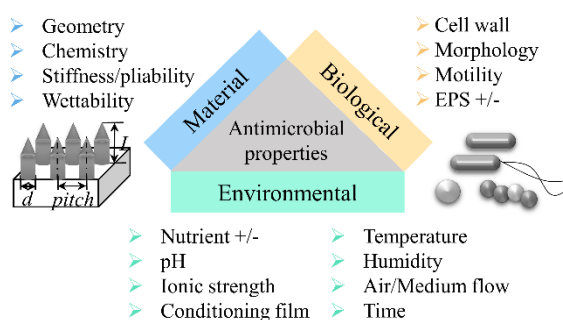 ➢ Geometry
➢ Chemistry
➢ Stiffness/pliability
➢ Wettability
➢ Cell wall
➢ Morphology
➢ Motility
➢ EPS +/-
Material
Biological
Antimicrobial
properties
Environmental
L
d
pitch
➢ Nutrient +/-
➢ pH
➢ Ionic strength
➢ Conditioning film
➢ Temperature
➢ Humidity
➢ Air/Medium flow
➢ Time